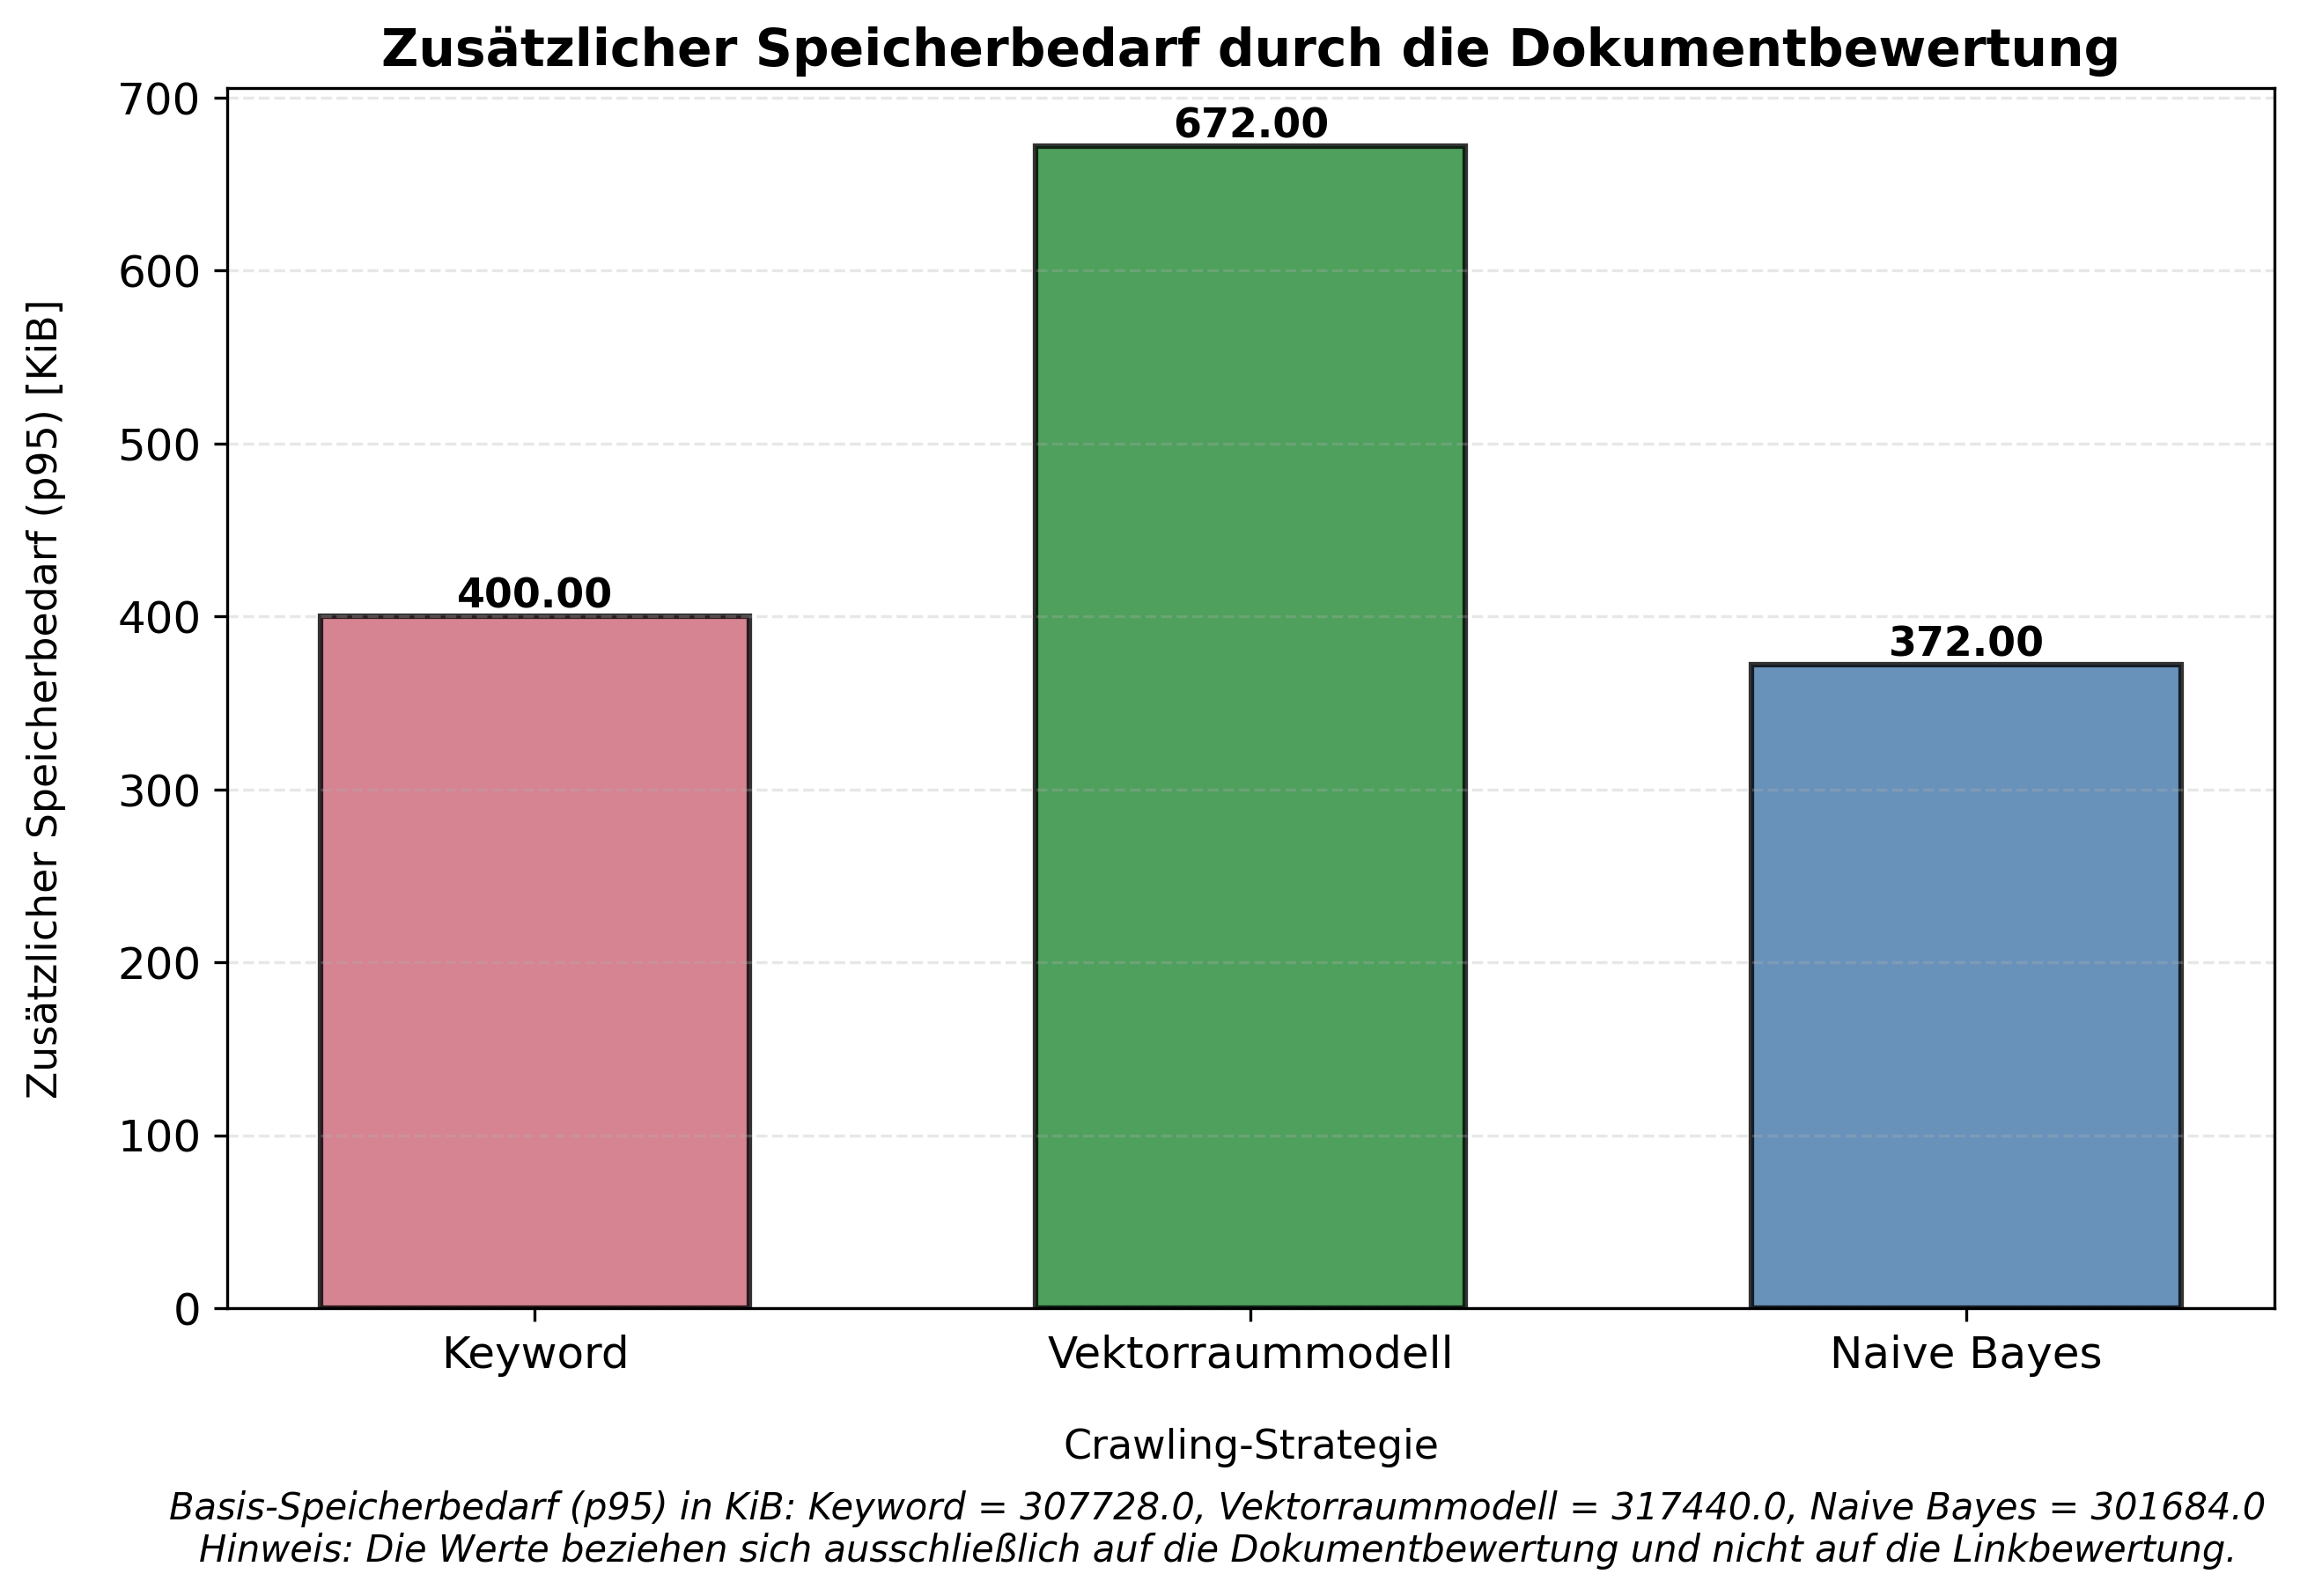 Zusätzlicher Speicherbedarf durch die Dokumentbewertung
Zusätzlicher Speicherbedarf (p95) [KiB]
700
600
500
400
300
200
100
0
400.00
672.00
372.00
Keyword
Vektorraummodell
Naive Bayes
Crawling-Strategie
Basis-Speicherbedarf (p95) in KiB: Keyword = 307728.0, Vektorraummodell = 317440.0, Naive Bayes = 301684.0
Hinweis: Die Werte beziehen sich ausschließlich auf die Dokumentbewertung und nicht auf die Linkbewertung.